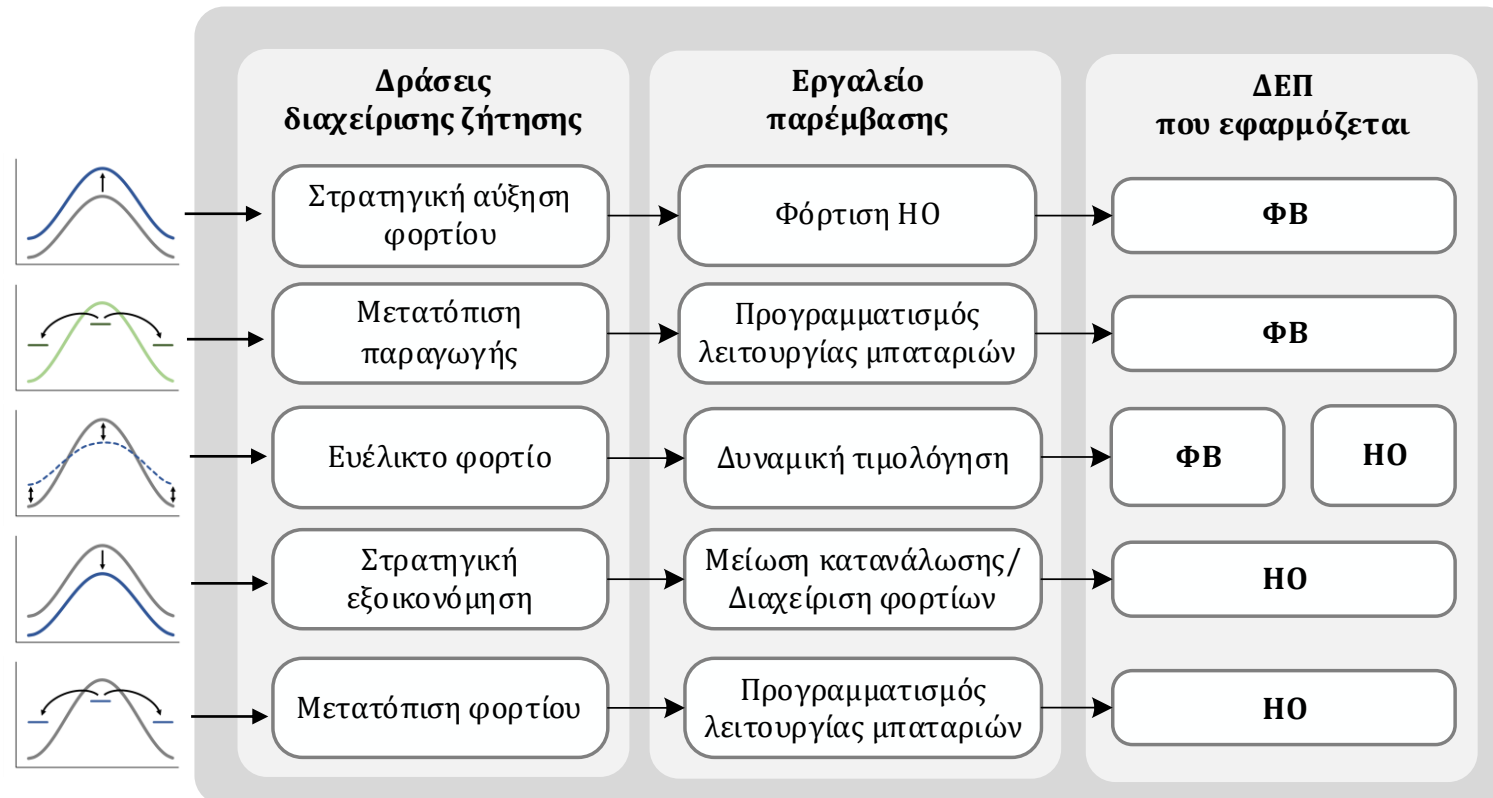 Δράσεις
διαχείρισης ζήτησης
Εργαλείο
παρέμβασης
ΔΕΠ
που εφαρμόζεται
Στρατηγική αύξηση
φορτίου
Φόρτιση ΗΟ
ΦΒ
Μετατόπιση
παραγωγής
Προγραμματισμός
λειτουργίας μπαταριών
ΦΒ
Ευέλικτο φορτίο
Δυναμική τιμολόγηση
ΦΒ
ΗΟ
Στρατηγική
εξοικονόμηση
Μείωση κατανάλωσης/
Διαχείριση φορτίων
ΗΟ
Μετατόπιση φορτίου
Προγραμματισμός
λειτουργίας μπαταριών
ΗΟ